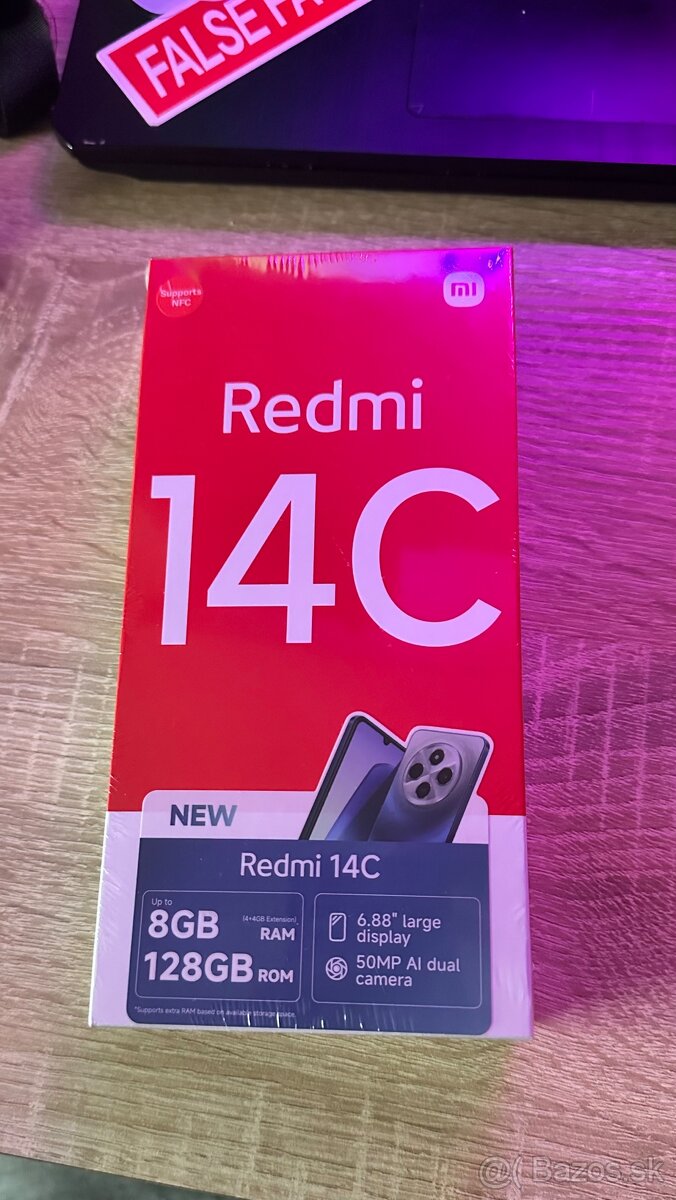 FALSE FA
Supports
NFC
mi
Redmi
14C
NEW
Redmi 14C
Up to
8GB (4+4GB Extension)
RAM
128GB ROM
6.88" large
display
50MP AI dual
camera
*Supports extra RAM based on available storage space.
@( Bazos.sk